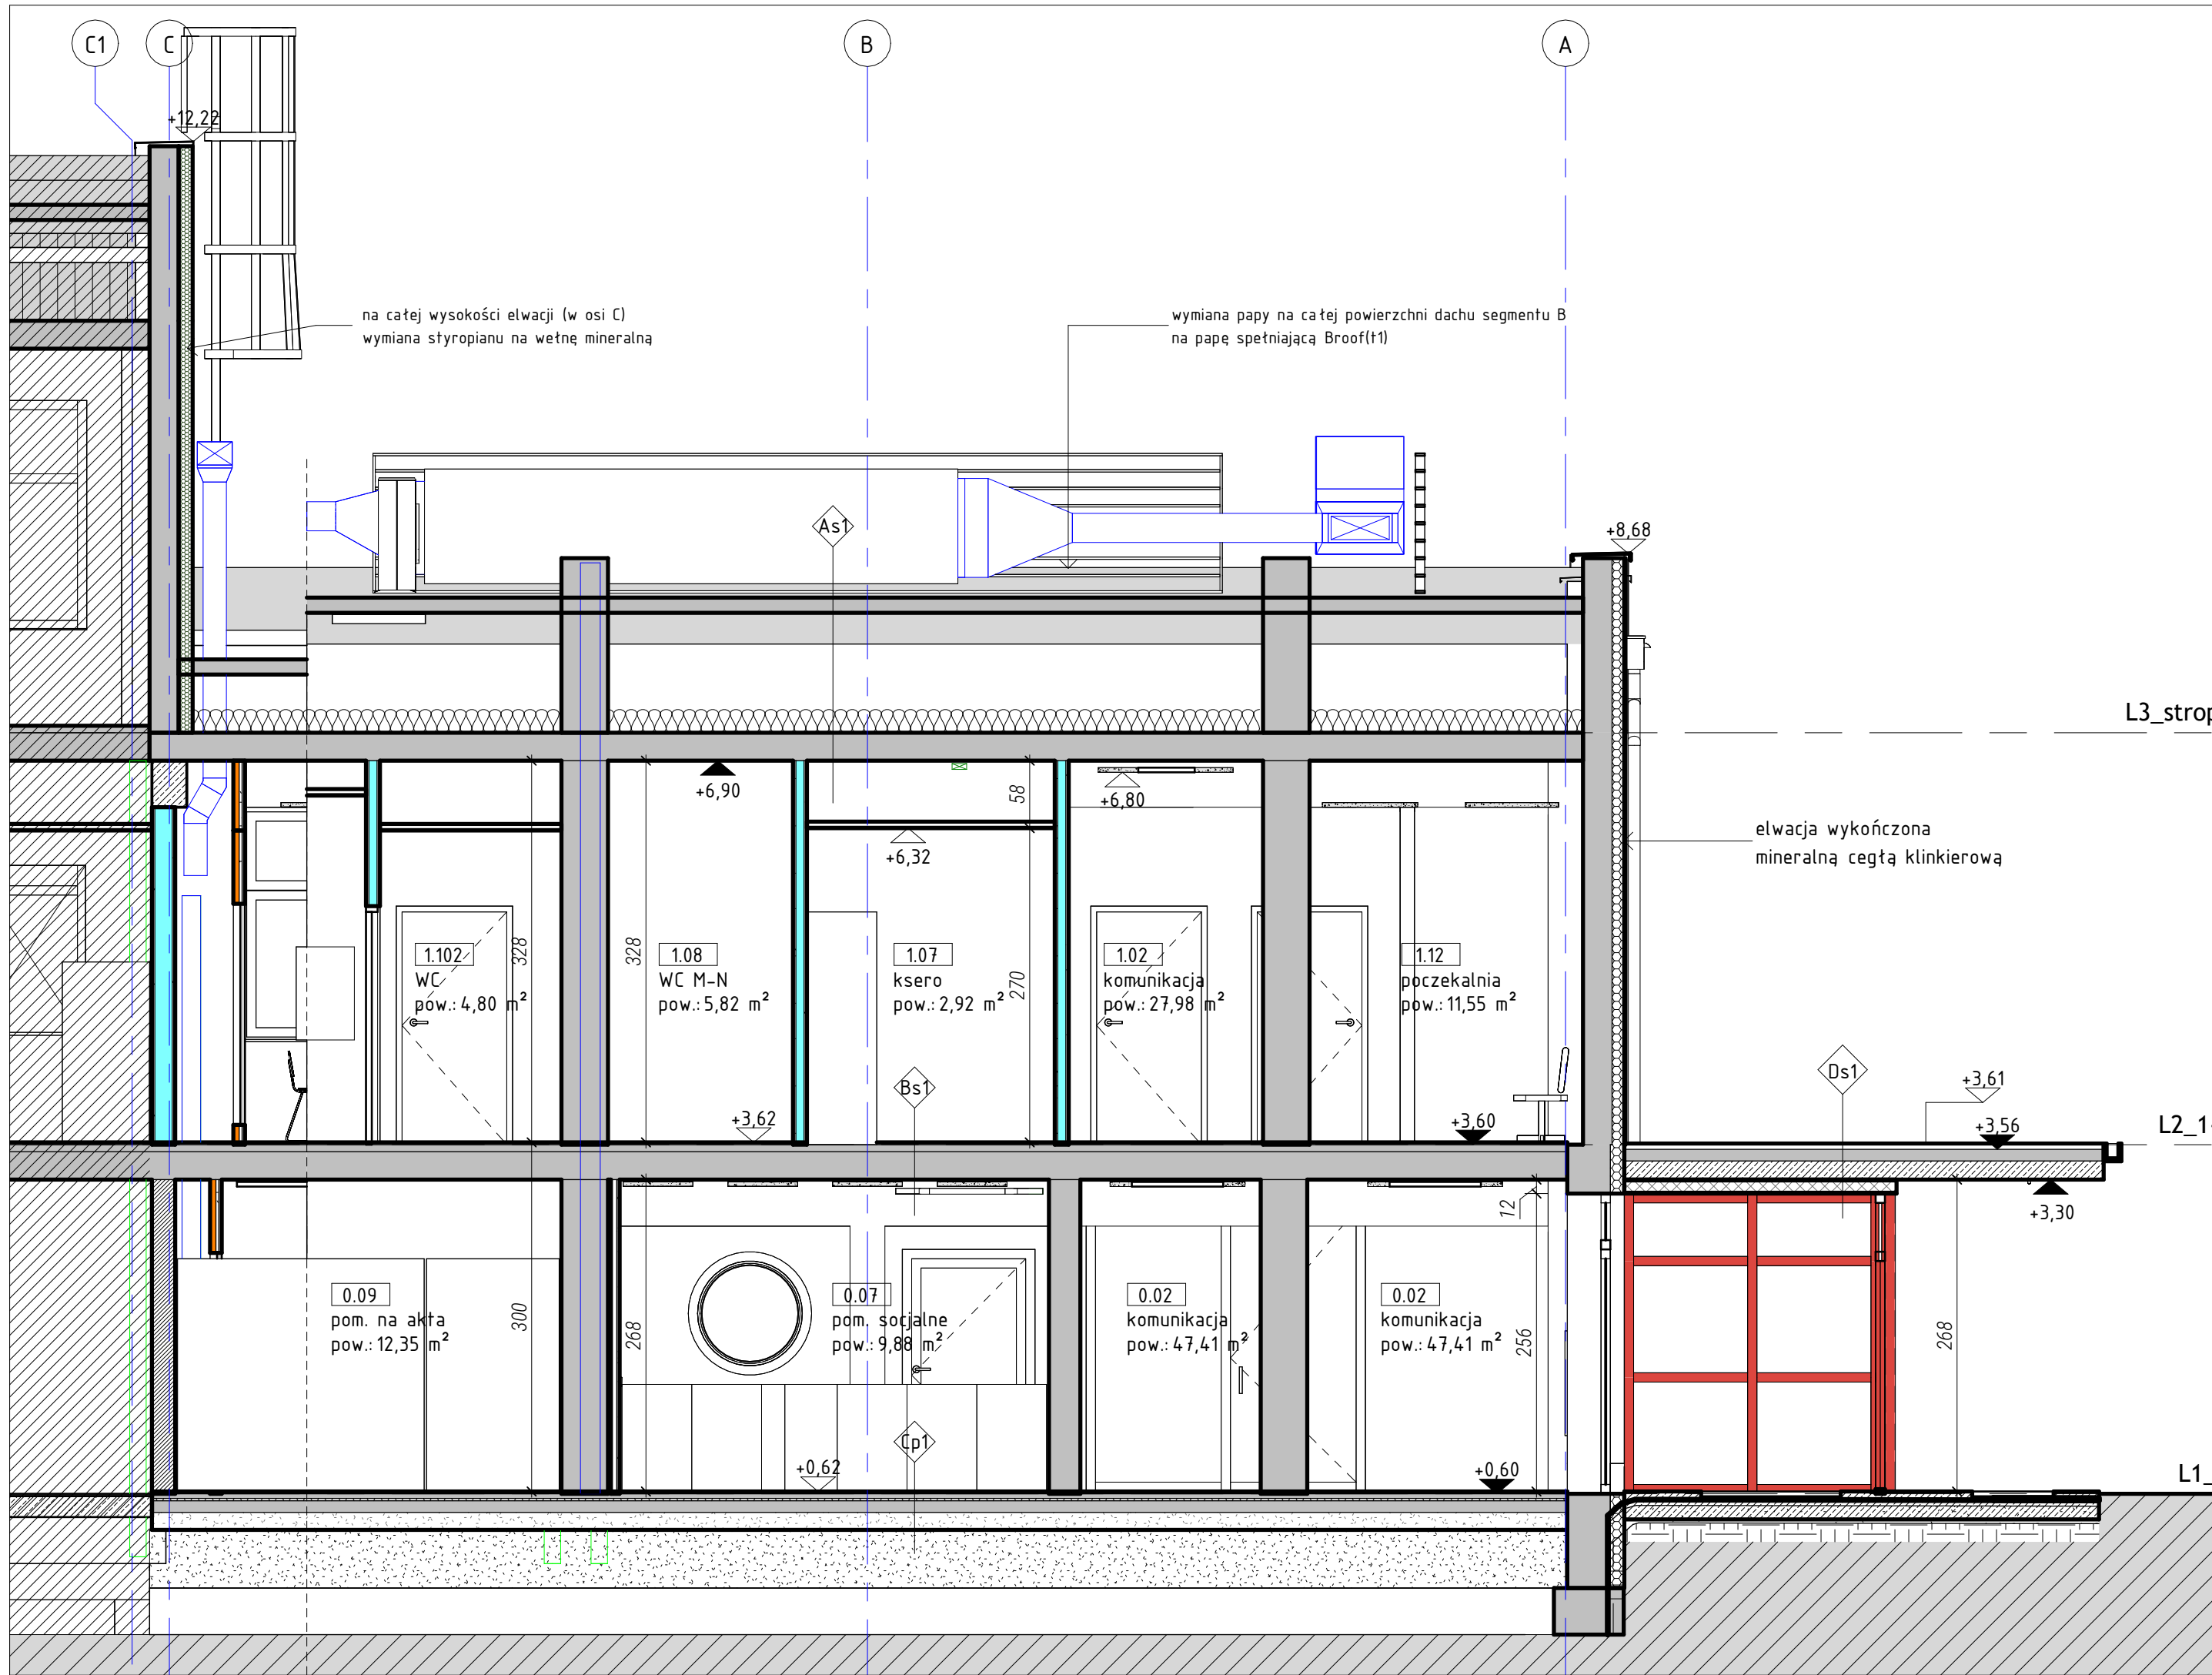 C1
C
B
A
+12,22
na całej wysokości elwacji (w osi C)
wymiana styropianu na wełnę mineralną
wymiana papy na całej powierzchni dachu segmentu B
na papę spełniającą Broof(t1)
As1
+8,68
L3_strop
+6,90
58
+6,80
+6,32
elwacja wykończona
mineralną cegłą klinkierową
1.102
WC
pow.: 4,80 m²
328
328
1.08
WC M-N
pow.: 5,82 m²
1.07
ksero
pow.: 2,92 m²
270
1.02
komunikacja
pow.: 27,98 m²
1.12
poczekalnia
pow.: 11,55 m²
Bs1
Ds1
+3,61
+3,62
+3,60
+3,56
L2_1
12
+3,30
0.09
pom. na akta
pow.: 12,35 m²
300
268
0.07
pom. socjalne
pow.: 9,88 m²
0.02
komunikacja
pow.: 47,41 m²
0.02
komunikacja
pow.: 47,41 m²
256
268
Cp1
+0,62
+0,60
L1_